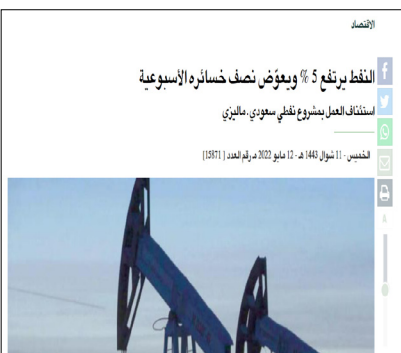 الاقتصاد
النفط يرتفع 5 % ويعوّض نصف خسائره الأسبوعية
استئناف العمل بمشروع نفطي سعودي ـ ماليزي
الخميس - 11 شوال 1443 هـ - 12 مايو 2022 مـ رقم العدد [ 15871]